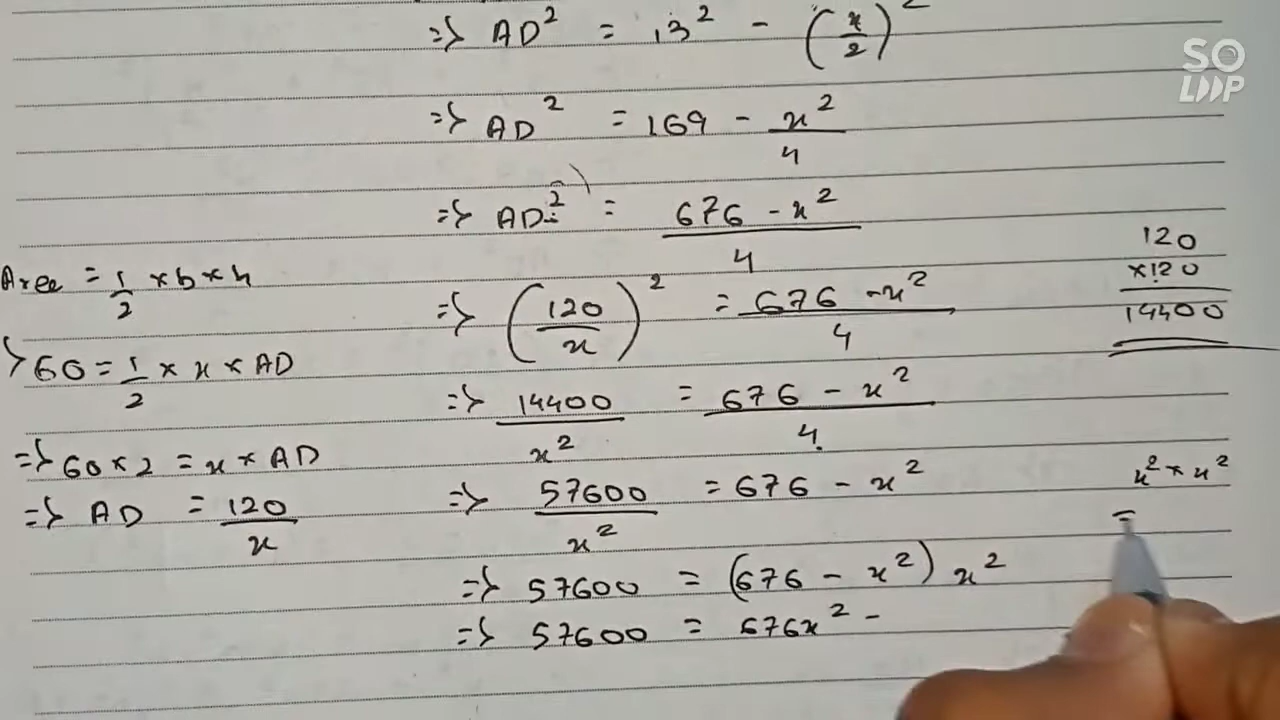 => AD² = 13² - (x/2)²
=> AD² = 169 - x²/4
=> AD² = (676 - x²)/4
=> (120/x)² = (676 - x²)/4
=> 14400/x² = (676 - x²)/4
=> 57600/x² = 676 - x²
=> 57600 = (676 - x²) x²
=> 57600 = 676x² -
Area = 1/2 × b × h
> 60 = 1/2 × x × AD
=> 60 × 2 = x × AD
=> AD = 120/x
120
×120
14400
x² × x²
=
SO
LOOP